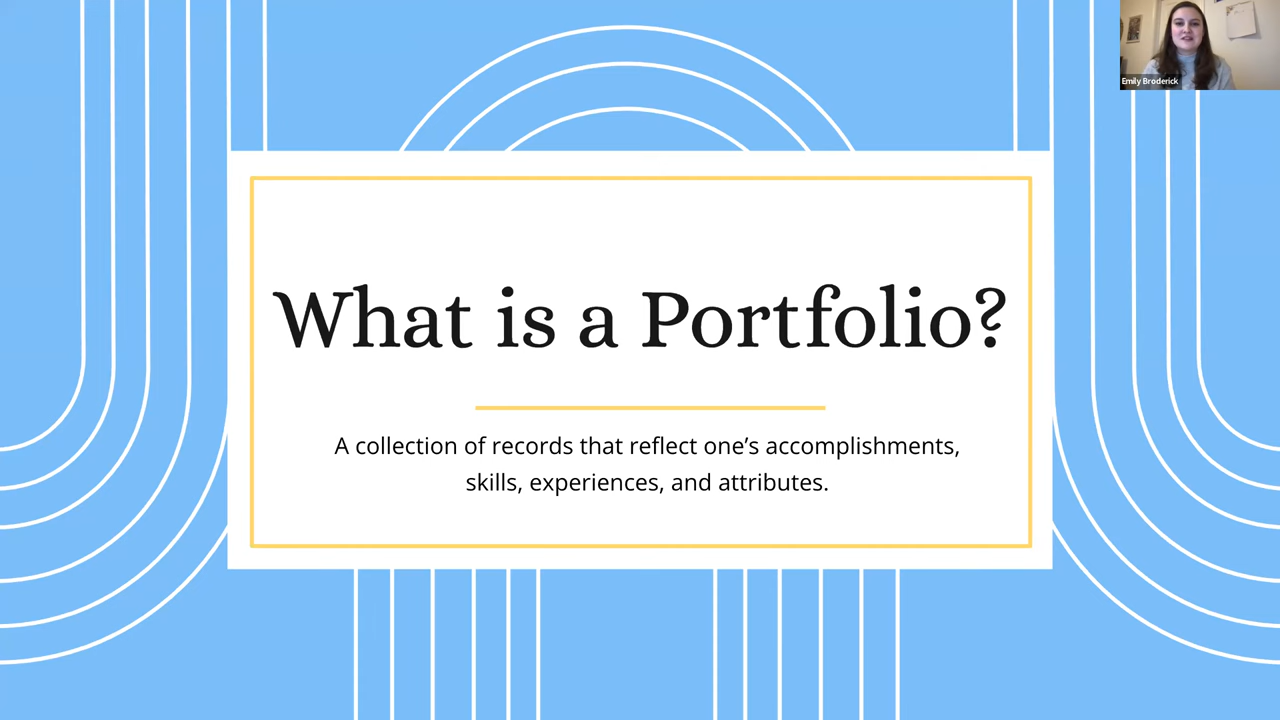 Emily Broderick
What is a Portfolio?
A collection of records that reflect one’s accomplishments,
skills, experiences, and attributes.